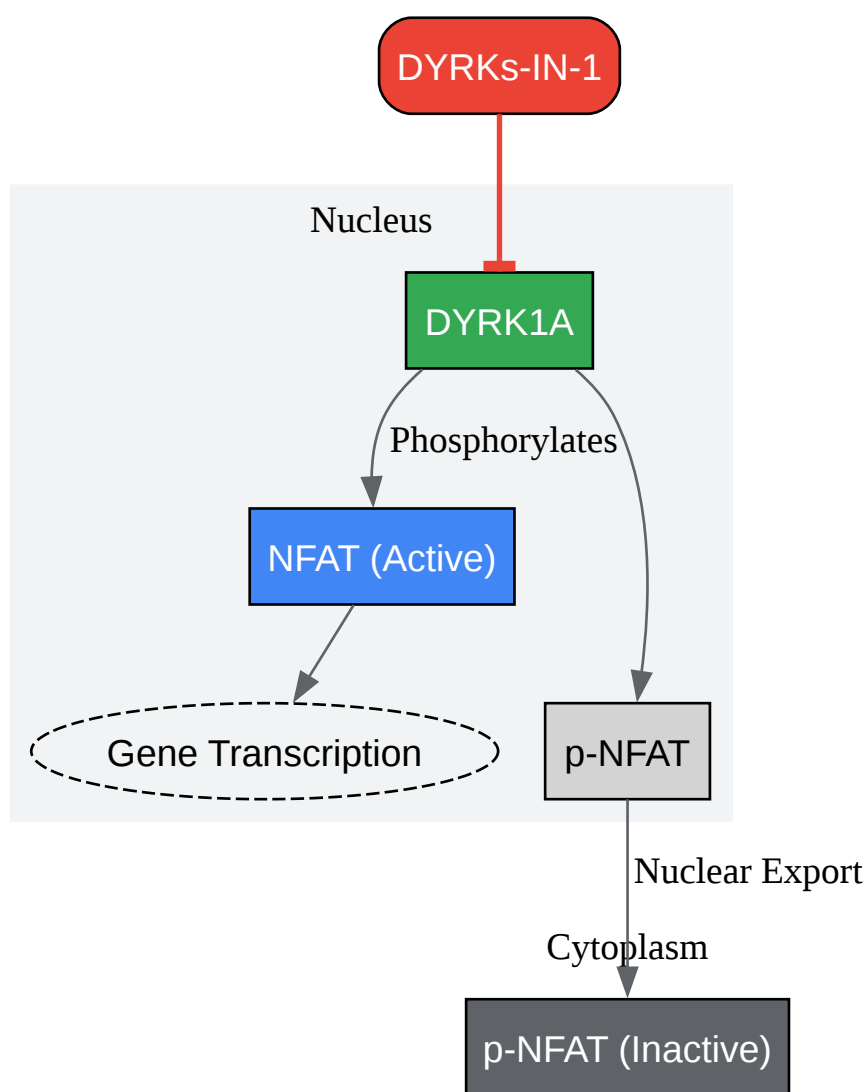 DYRKs-IN-1
Nucleus
DYRK1A
Phosphorylates
NFAT (Active)
Gene Transcription
p-NFAT
Nuclear Export
Cytoplasm
p-NFAT (Inactive)